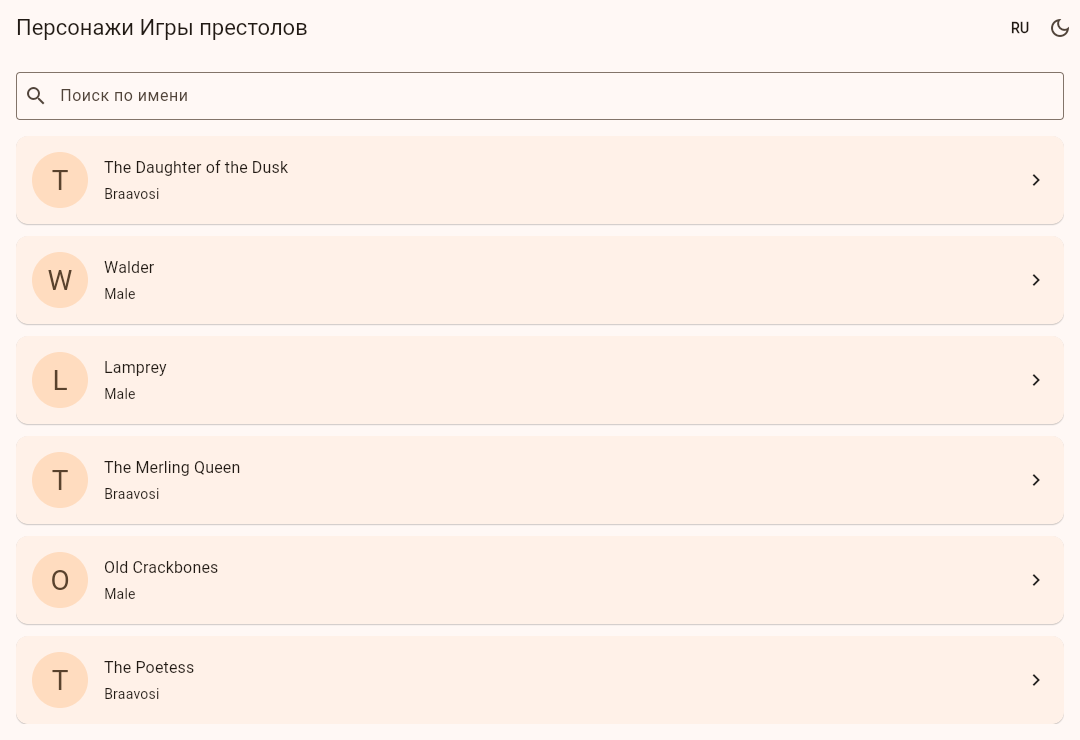 Персонажи Игры престолов
RU
Поиск по имени
T
The Daughter of the Dusk
Braavosi
W
Walder
Male
L
Lamprey
Male
T
The Merling Queen
Braavosi
O
Old Crackbones
Male
T
The Poetess
Braavosi